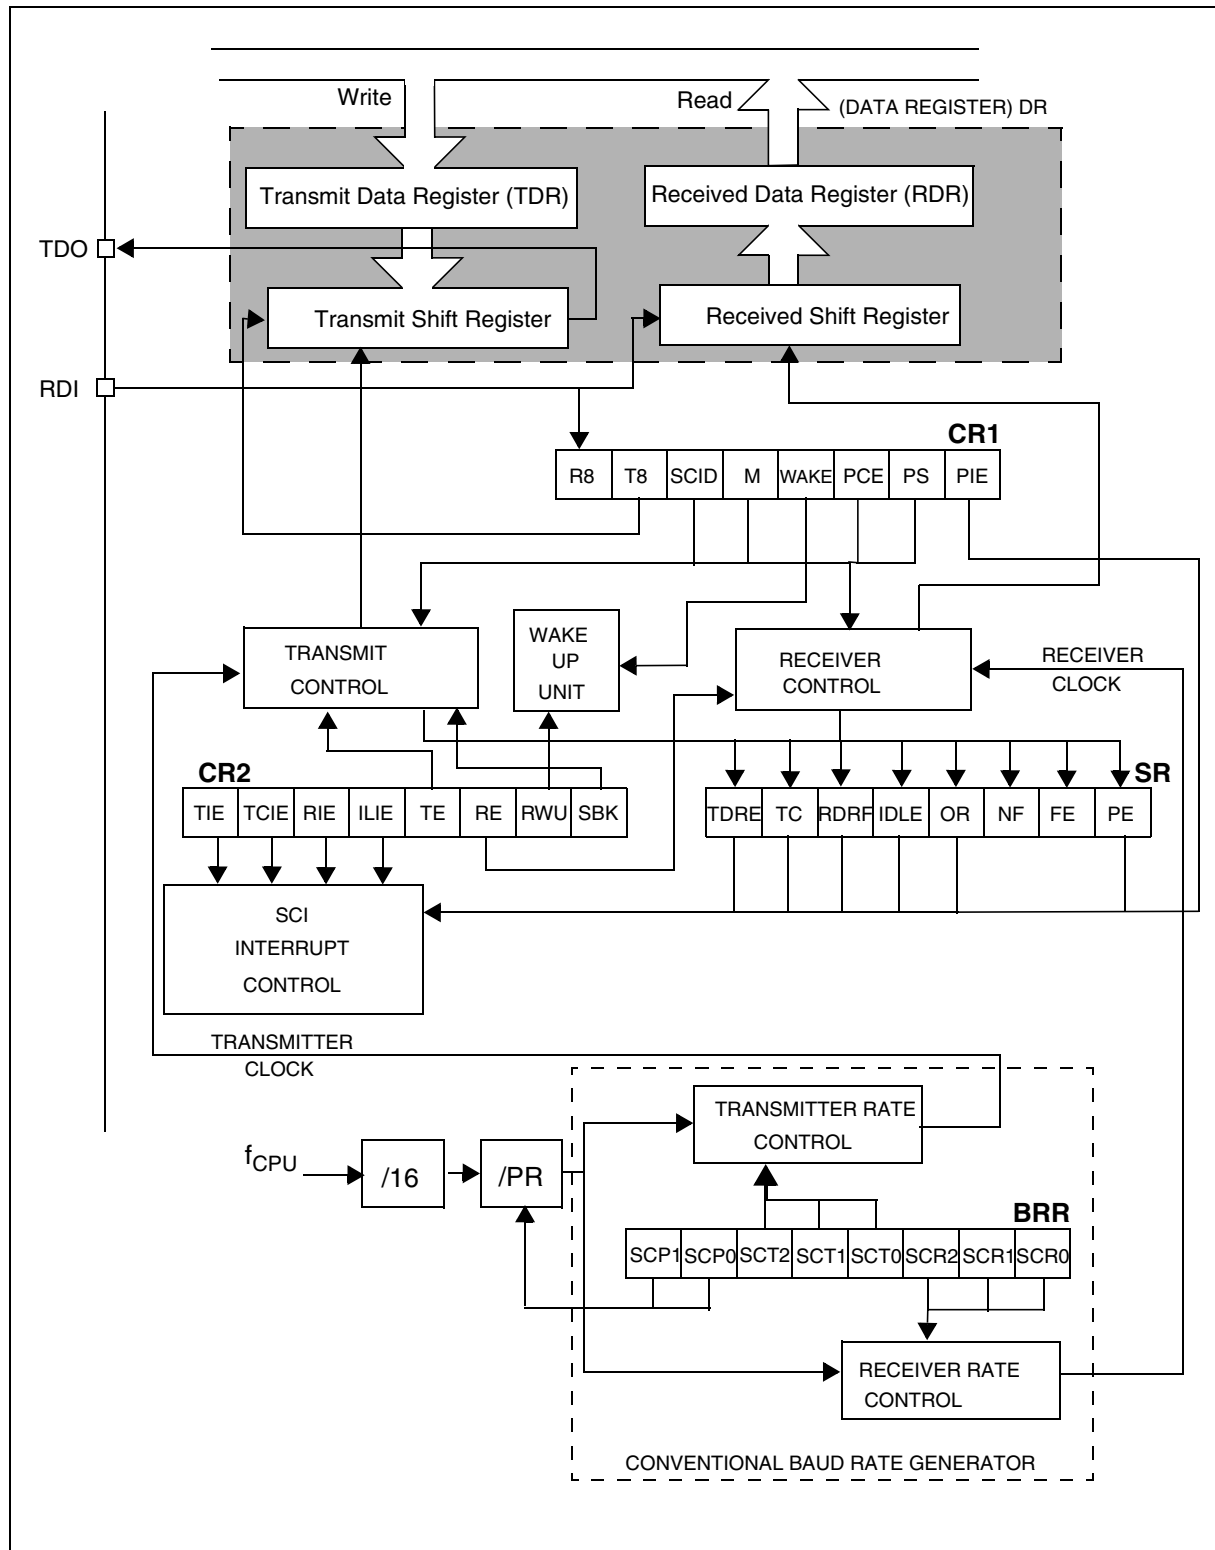 Write
Read
(DATA REGISTER) DR
Transmit Data Register (TDR)
Received Data Register (RDR)
TDO
Transmit Shift Register
Received Shift Register
RDI
CR1
R8 T8 SCID M WAKE PCE PS PIE
TRANSMIT
CONTROL
WAKE
UP
UNIT
RECEIVER
CONTROL
RECEIVER
CLOCK
CR2
SR
TIE TCIE RIE ILIE TE RE RWU SBK
TDRE TC RDRF IDLE OR NF FE PE
SCI
INTERRUPT
CONTROL
TRANSMITTER
CLOCK
TRANSMITTER RATE
CONTROL
fCPU
/16
/PR
BRR
SCP1 SCP0 SCT2 SCT1 SCT0 SCR2 SCR1 SCR0
RECEIVER RATE
CONTROL
CONVENTIONAL BAUD RATE GENERATOR